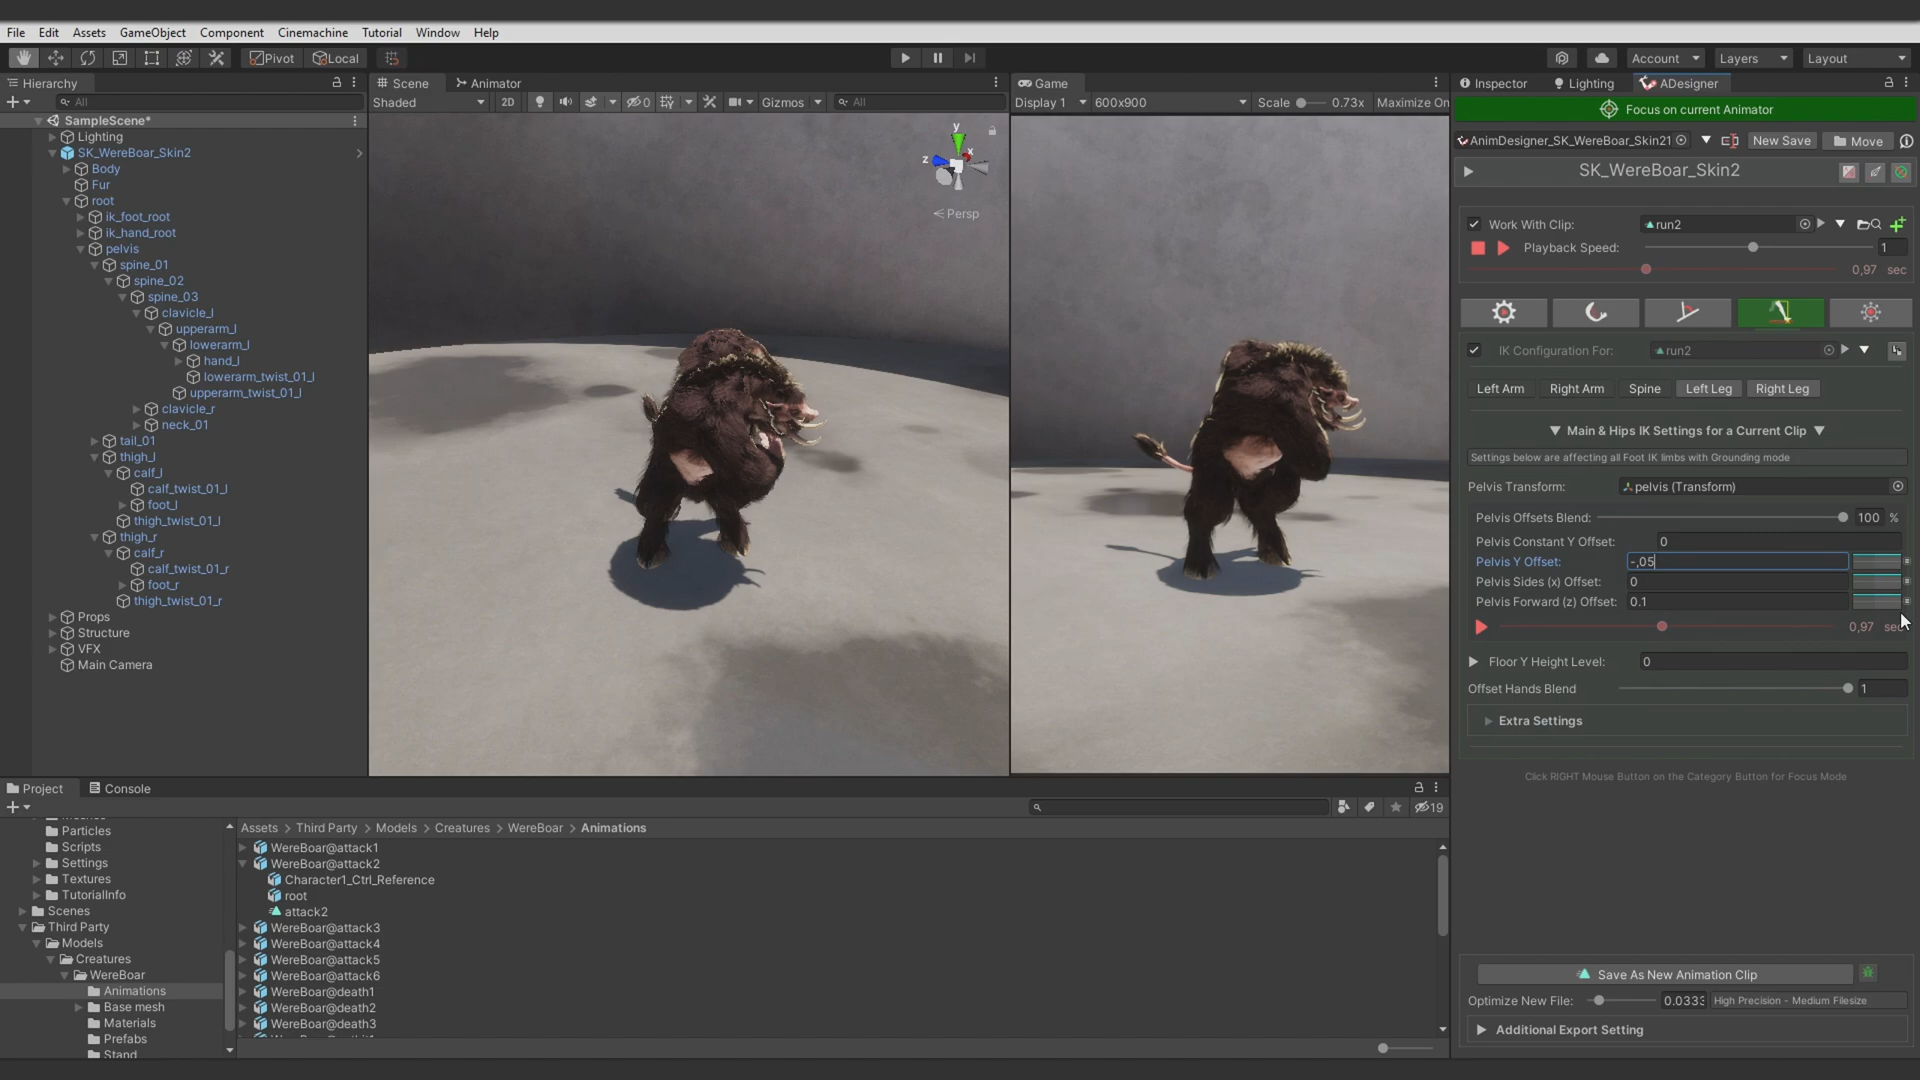 File Edit Assets GameObject Component Cinemachine Tutorial Window Help
Pivot Local Account Layers Layout
Hierarchy
All
SampleScene*
Lighting
SK_WereBoar_Skin2
Body
Fur
root
ik_foot_root
ik_hand_root
pelvis
spine_01
spine_02
spine_03
clavicle_l
upperarm_l
lowerarm_l
hand_l
lowerarm_twist_01_l
upperarm_twist_01_l
clavicle_r
neck_01
tail_01
thigh_l
calf_l
calf_twist_01_l
foot_l
thigh_twist_01_l
thigh_r
calf_r
calf_twist_01_r
foot_r
thigh_twist_01_r
Props
Structure
VFX
Main Camera
Scene Animator
Shaded 2D 0 Gizmos All
y
x
z
Persp
Game
Display 1 600x900 Scale 0.73x Maximize On
Inspector Lighting ADesigner
Focus on current Animator
AnimDesigner_SK_WereBoar_Skin21 New Save Move
SK_WereBoar_Skin2
Work With Clip: run2
Playback Speed: 1
0,97 sec
IK Configuration For: run2
Left Arm Right Arm Spine Left Leg Right Leg
Main & Hips IK Settings for a Current Clip
Settings below are affecting all Foot IK limbs with Grounding mode
Pelvis Transform: pelvis (Transform)
Pelvis Offsets Blend: 100 %
Pelvis Constant Y Offset: 0
Pelvis Y Offset: -,05
Pelvis Sides (x) Offset: 0
Pelvis Forward (z) Offset: 0.1
0,97 sec
Floor Y Height Level: 0
Offset Hands Blend 1
Extra Settings
Click RIGHT Mouse Button on the Category Button for Focus Mode
Save As New Animation Clip
Optimize New File: 0.0333 High Precision - Medium Filesize
Additional Export Setting
Project Console
19
Particles
Scripts
Settings
Textures
TutorialInfo
Scenes
Third Party
Models
Creatures
WereBoar
Animations
Base mesh
Materials
Prefabs
Stand
Assets > Third Party > Models > Creatures > WereBoar > Animations
WereBoar@attack1
WereBoar@attack2
Character1_Ctrl_Reference
root
attack2
WereBoar@attack3
WereBoar@attack4
WereBoar@attack5
WereBoar@attack6
WereBoar@death1
WereBoar@death2
WereBoar@death3